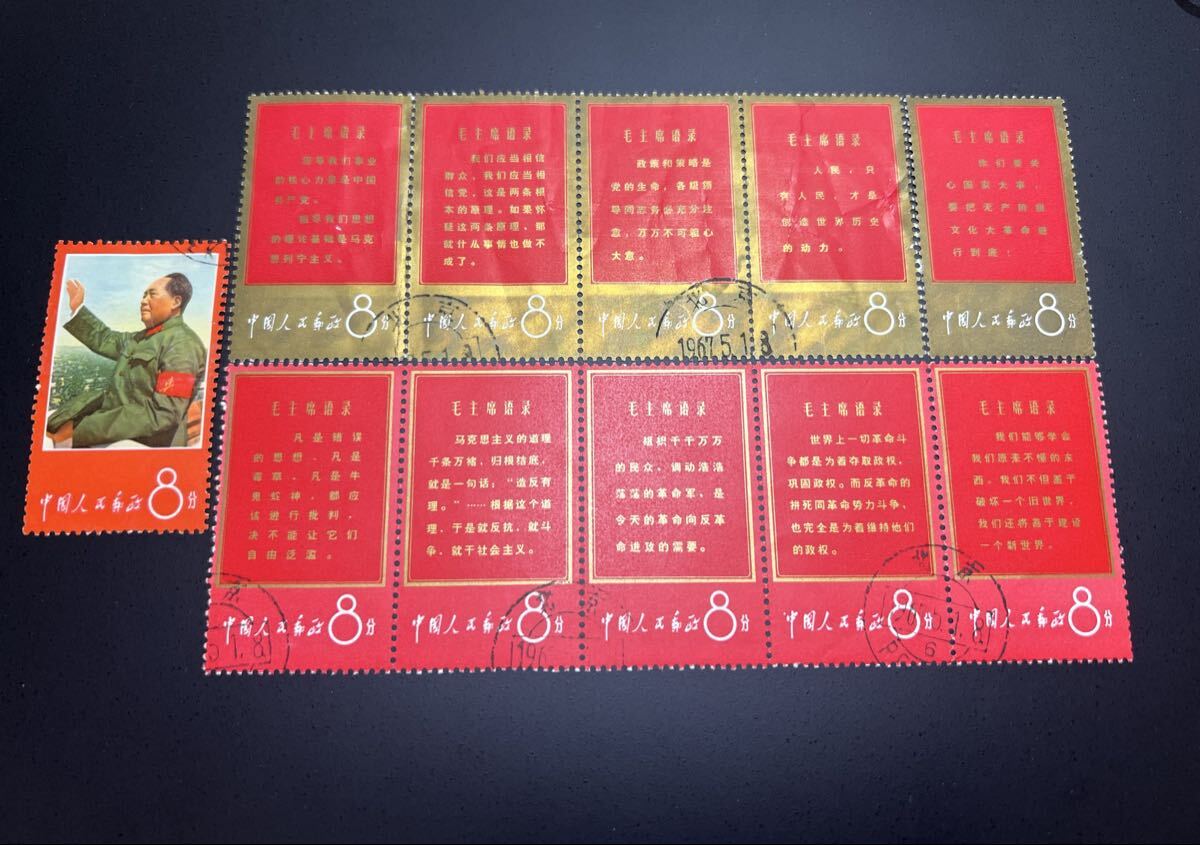 中国人民邮政8分
毛主席语录
领导我们事业
的核心力量是中国
共产党。
指导我们思想
的理论基础是马克
思列宁主义。
中国人民邮政8分
毛主席语录
我们应当相信
群众，我们应当相
信党，这是两条根
本的原理。如果怀
疑这两条原理，那
就什么事情也做不
成了。
中国人民邮政8分
毛主席语录
政策和策略是
党的生命，各级领
导同志务必充分注
意，万万不可粗心
大意。
中国人民邮政8分
1967.5.1.8
毛主席语录
人民，只
有人民，才是
创造世界历史
的动力。
中国人民邮政8分
毛主席语录
你们要关
心国家大事，
要把无产阶级
文化大革命进
行到底！
中国人民邮政8分
毛主席语录
凡是错误
的思想，凡是
毒草，凡是牛
鬼蛇神，都应
该进行批判，
决不能让它们
自由泛滥。
中国人民邮政8分
毛主席语录
马克思主义的道理
千条万绪，归根结底，
就是一句话：“造反有
理。”……根据这个道
理，于是就反抗，就斗
争，就干社会主义。
中国人民邮政8分
毛主席语录
组织千千万万
的民众，调动浩浩
荡荡的革命军，是
今天的革命向反革
命进攻的需要。
中国人民邮政8分
毛主席语录
世界上一切革命斗
争都是为着夺取政权，
巩固政权。而反革命的
拚死同革命势力斗争，
也完全是为着维持他们
的政权。
中国人民邮政8分
毛主席语录
我们能够学会
我们原来不懂的东
西。我们不但善于
破坏一个旧世界，
我们还将善于建设
一个新世界。
中国人民邮政8分